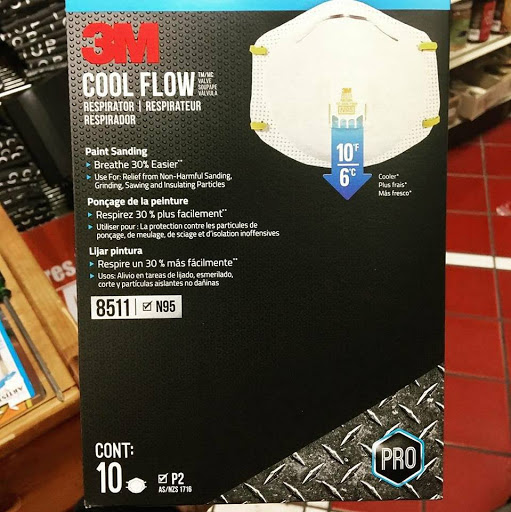 3M
COOL FLOW TM/MC
VALVE
SOUPAPE
VÁLVULA
RESPIRATOR | RESPIRATEUR
RESPIRADOR
3M
10°F
6°C
Cooler*
Plus frais*
Más fresco*
Paint Sanding
Breathe 30% Easier**
Use For: Relief from Non-Harmful Sanding,
Grinding, Sawing and Insulating Particles
Ponçage de la peinture
Respirez 30 % plus facilement**
Utiliser pour : La protection contre les particules de
ponçage, de meulage, de sciage et d'isolation inoffensives
Lijar pintura
Respire un 30 % más fácilmente**
Usos: Alivio en tareas de lijado, esmerilado,
corte y partículas aislantes no dañinas
8511 | N95
CONT:
10
P2
AS/NZS 1716
PRO